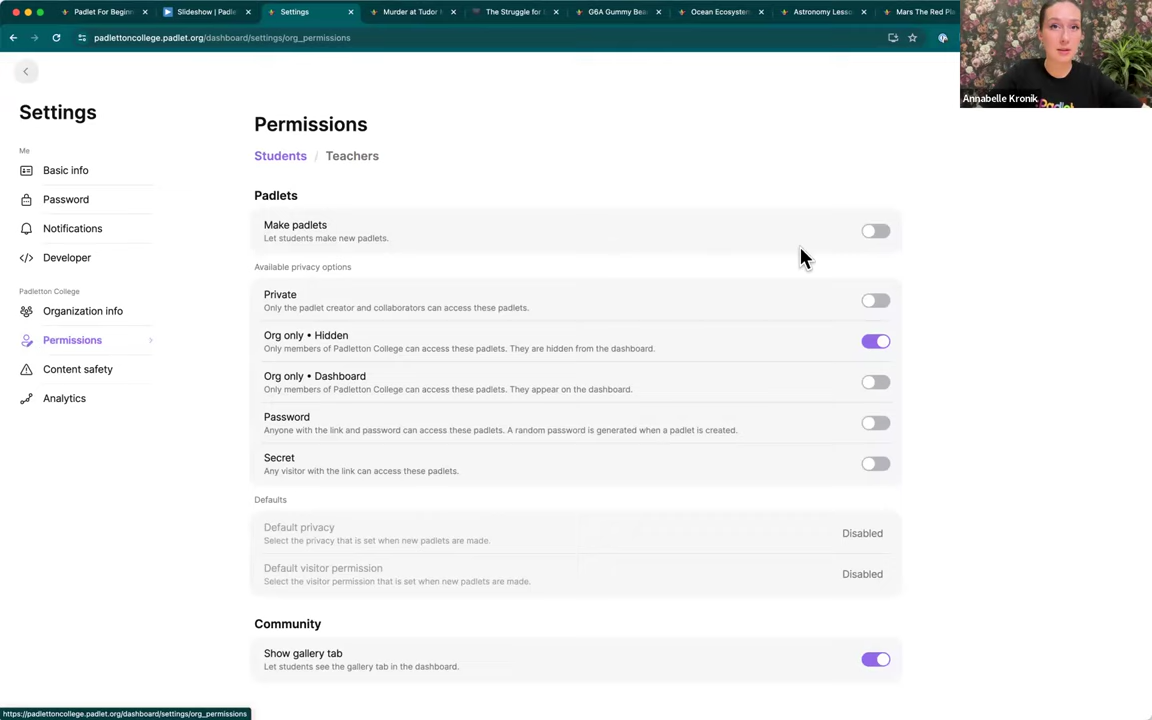 Padlet For Beginn
Slideshow | Padle
Settings
Murder at Tudor
The Struggle for
G6A Gummy Bea
Ocean Ecosystem
Astronomy Lesso
Mars The Red Pla
padlettoncollege.padlet.org/dashboard/settings/org_permissions
Annabelle Kronik
Padlet
Settings
Me
Basic info
Password
Notifications
Developer
Padletton College
Organization info
Permissions
Content safety
Analytics
Permissions
Students / Teachers
Padlets
Make padlets
Let students make new padlets.
Available privacy options
Private
Only the padlet creator and collaborators can access these padlets.
Org only • Hidden
Only members of Padletton College can access these padlets. They are hidden from the dashboard.
Org only • Dashboard
Only members of Padletton College can access these padlets. They appear on the dashboard.
Password
Anyone with the link and password can access these padlets. A random password is generated when a padlet is created.
Secret
Any visitor with the link can access these padlets.
Defaults
Default privacy
Select the privacy that is set when new padlets are made.
Disabled
Default visitor permission
Select the visitor permission that is set when new padlets are made.
Disabled
Community
Show gallery tab
Let students see the gallery tab in the dashboard.
https://padlettoncollege.padlet.org/dashboard/settings/org_permissions